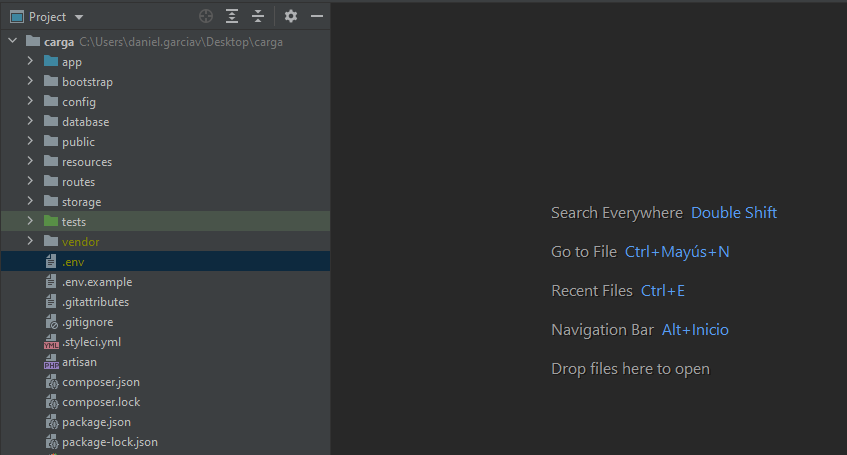 Project
carga C:\Users\daniel.garciav\Desktop\carga
app
bootstrap
config
database
public
resources
routes
storage
tests
vendor
.env
.env.example
.gitattributes
.gitignore
YML .styleci.yml
PHP artisan
composer.json
composer.lock
package.json
package-lock.json
Search Everywhere Double Shift
Go to File Ctrl+Mayús+N
Recent Files Ctrl+E
Navigation Bar Alt+Inicio
Drop files here to open